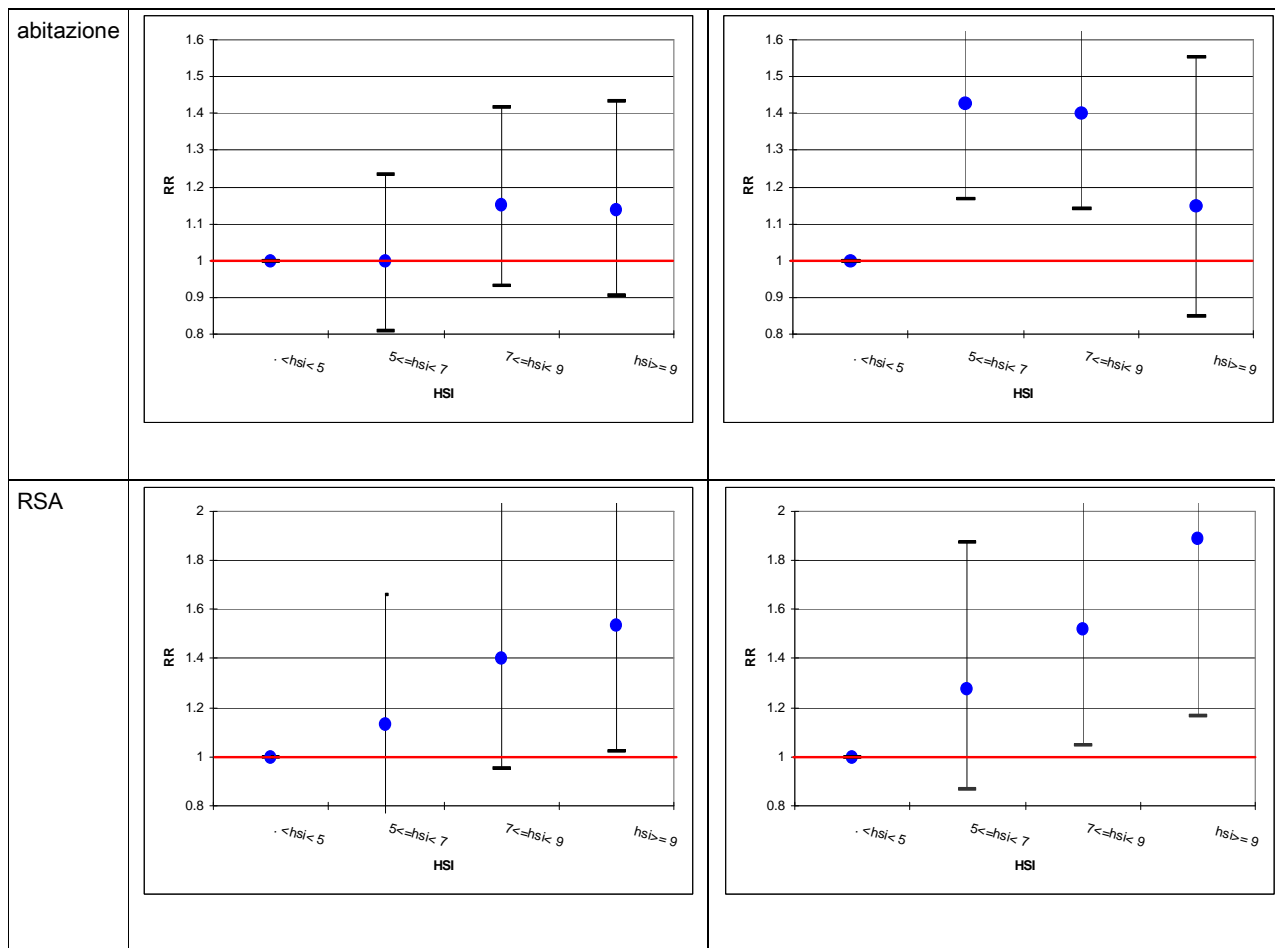 abitazione
1.6
1.5
1.4
1.3
1.2
1.1
1
0.9
0.8
RR
. <hsi< 5
5<=hsi< 7
7<=hsi< 9
hsi>= 9
HSI
1.6
1.5
1.4
1.3
1.2
1.1
1
0.9
0.8
RR
. <hsi< 5
5<=hsi< 7
7<=hsi< 9
hsi>= 9
HSI
RSA
2
1.8
1.6
1.4
1.2
1
0.8
RR
. <hsi< 5
5<=hsi< 7
7<=hsi< 9
hsi>= 9
HSI
2
1.8
1.6
1.4
1.2
1
0.8
RR
. <hsi< 5
5<=hsi< 7
7<=hsi< 9
hsi>= 9
HSI